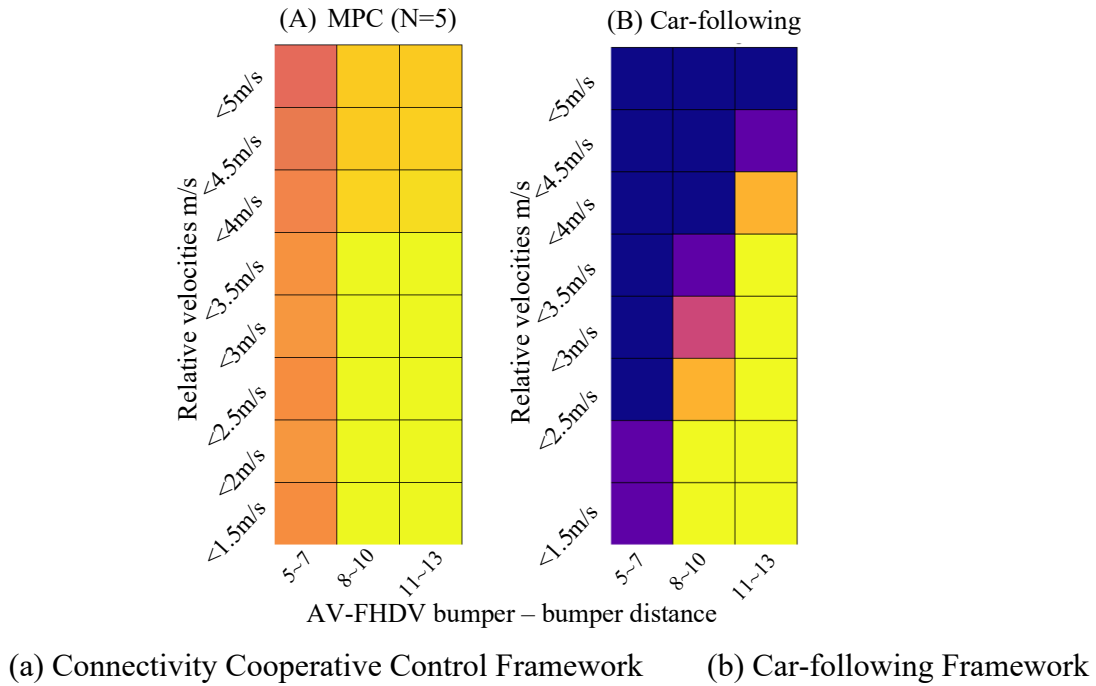 (A) MPC (N=5)
(B) Car-following
Relative velocities m/s
<5m/s
<4.5m/s
<4m/s
<3.5m/s
<3m/s
<2.5m/s
<2m/s
<1.5m/s
5~7
8~10
11~13
Relative velocities m/s
<5m/s
<4.5m/s
<4m/s
<3.5m/s
<3m/s
<2.5m/s
<1.5m/s
5~7
8~10
11~13
AV-FHDV bumper – bumper distance
(a) Connectivity Cooperative Control Framework
(b) Car-following Framework